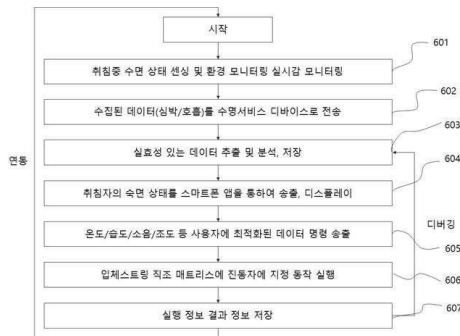 시작
601
취침중 수면 상태 센싱 및 환경 모니터링 실시갑 모니터링
602
수집된 데이터(심박/호흡)를 수명서비스 디바이스로 전송
603
실효성 있는 데이터 추출 및 분석, 저장
604
연동
취침자의 숙면 상태를 스마트폰 앱을 통하여 송출, 디스플레이
디버깅
온도/습도/소음/조도 등 사용자에 최적화된 데이터 명령 송출
605
입체스트링 직조 매트리스에 진동자에 지정 동작 실행
606
실행 정보 결과 정보 저장
607